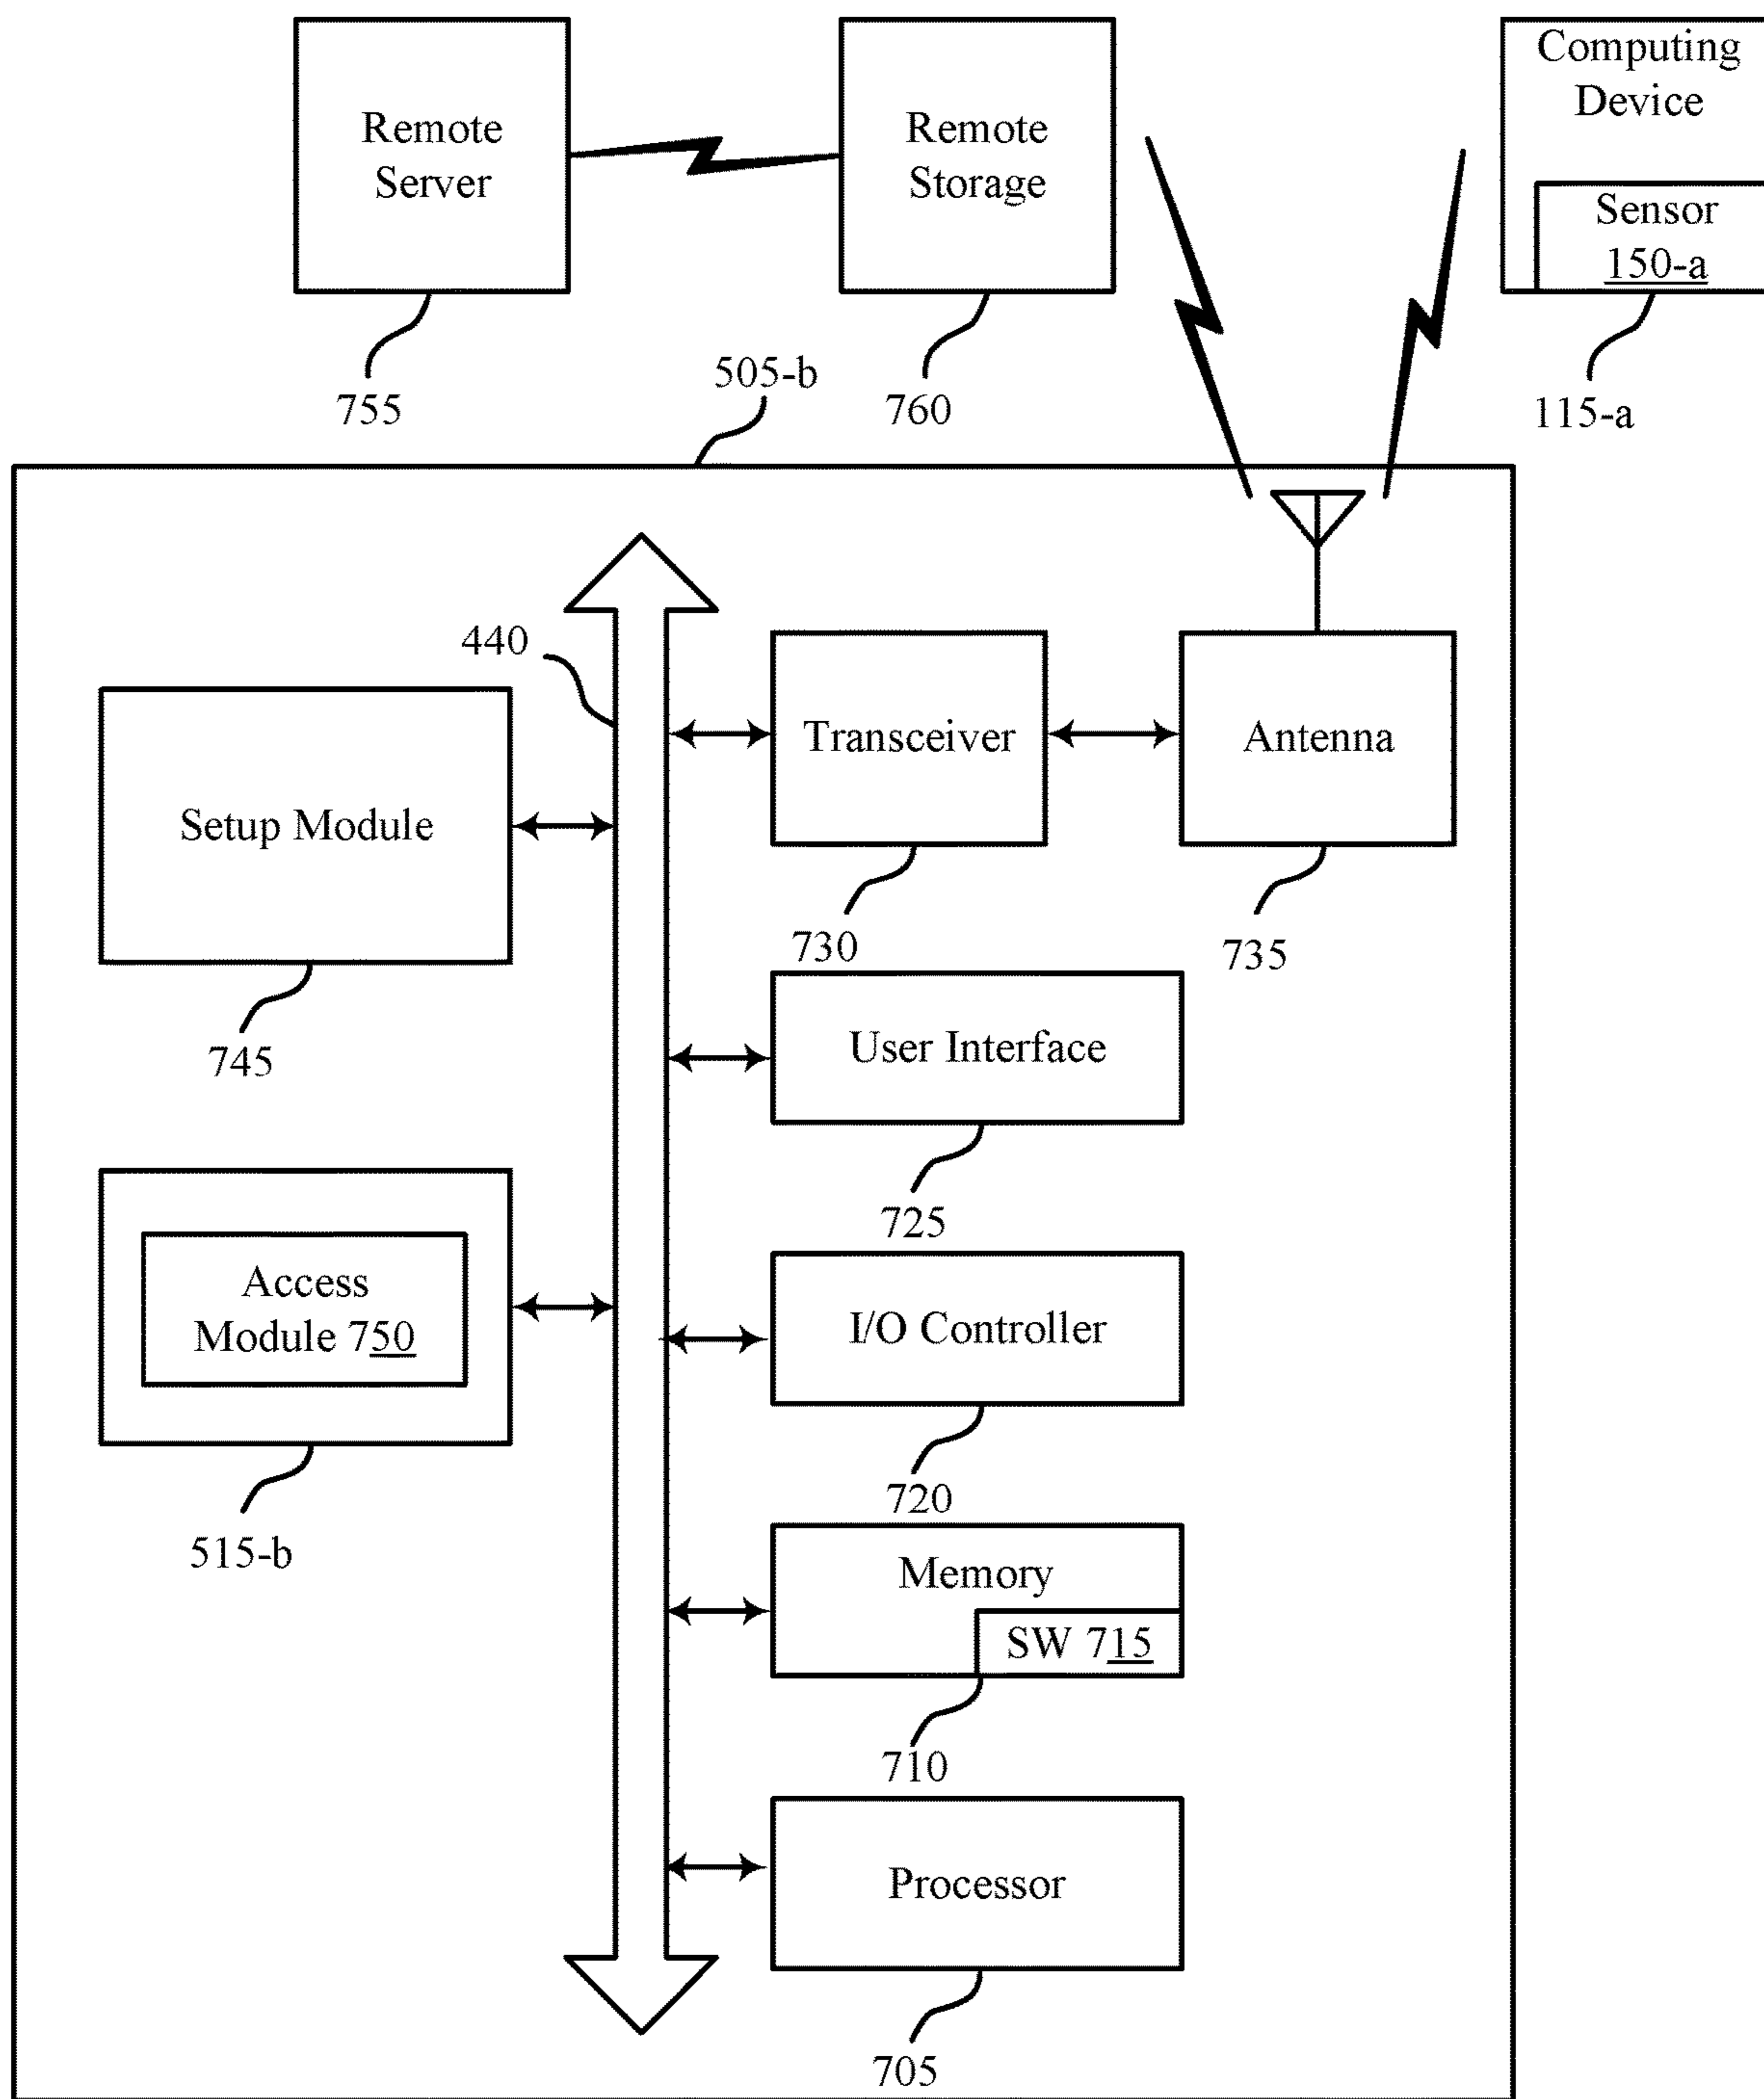 Remote
Server
Remote
Storage
Computing
Device
Sensor
150-a
755
505-b
760
115-a
440
Transceiver
Antenna
Setup Module
730
735
User Interface
745
725
Access
Module 750
I/O Controller
720
515-b
Memory
SW 715
710
Processor
705